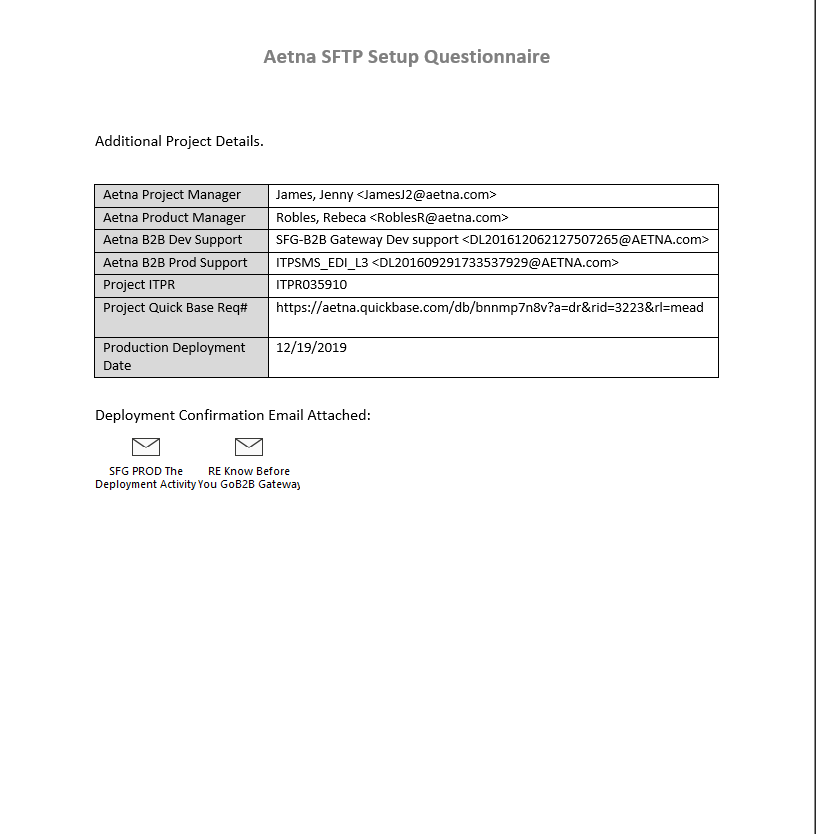 Aetna SFTP Setup Questionnaire
Additional Project Details.
Aetna Project Manager James, Jenny <JamesJ2@aetna.com>
Aetna Product Manager Robles, Rebeca <RoblesR@aetna.com>
Aetna B2B Dev Support SFG-B2B Gateway Dev support <DL201612062127507265@AETNA.com>
Aetna B2B Prod Support ITPSMS_EDI_L3 <DL201609291733537929@AETNA.com>
Project ITPR ITPR035910
Project Quick Base Req# https://aetna.quickbase.com/db/bnnmp7n8v?a=dr&rid=3223&rl=mead
Production Deployment 12/19/2019
Date
Deployment Confirmation Email Attached:
SFG PROD The RE Know Before
Deployment Activity You GoB2B Gateway